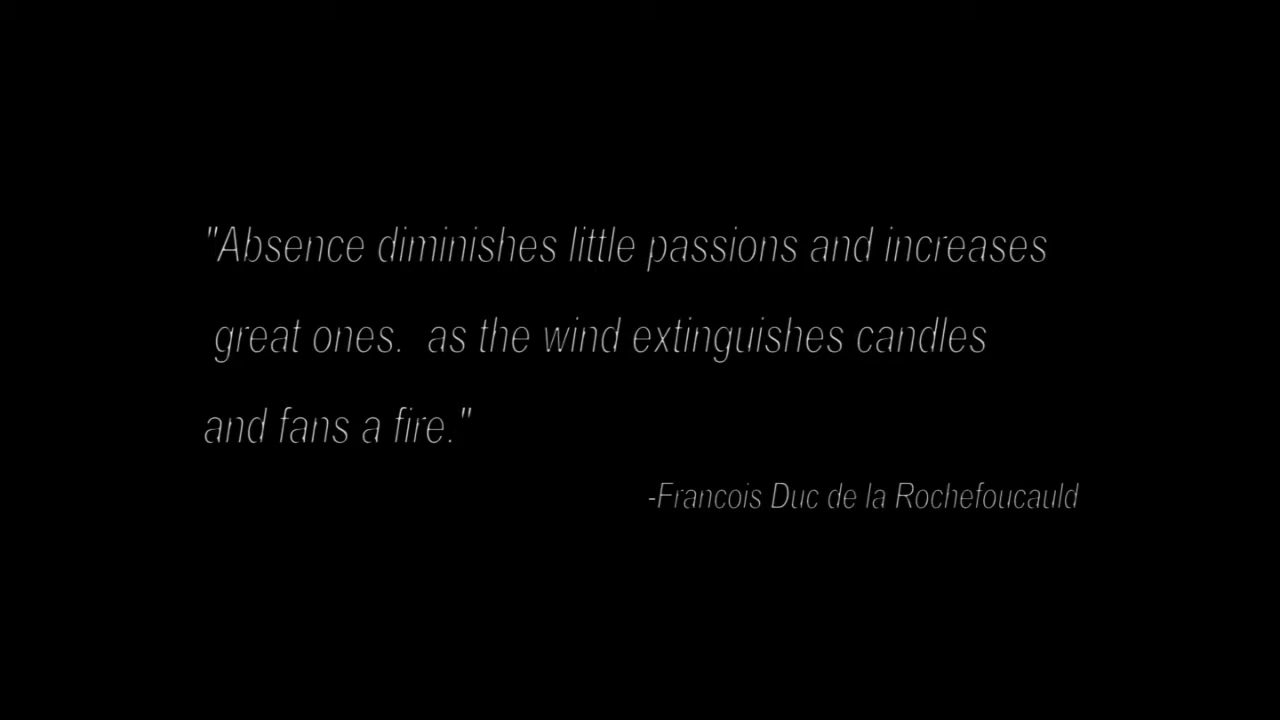 "Absence diminishes little passions and increases
great ones.  as the wind extinguishes candles
and fans a fire."
-Francois Duc de la Rochefoucauld